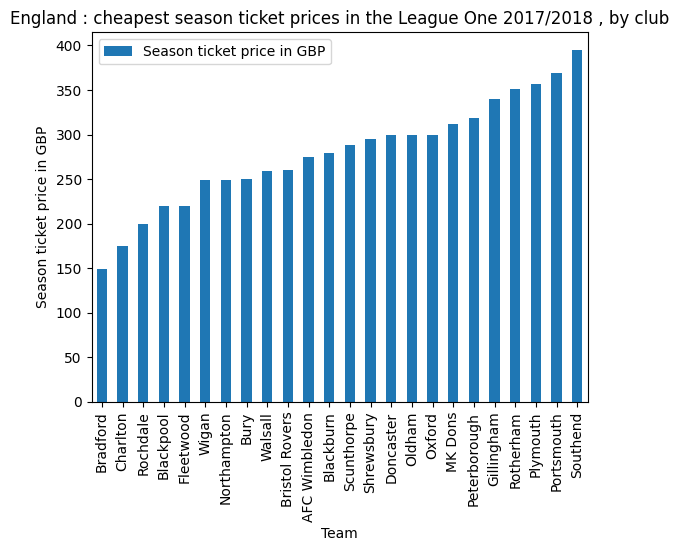 England : cheapest season ticket prices in the League One 2017/2018 , by club
Season ticket price in GBP
Season ticket price in GBP
400
350
300
250
200
150
100
50
0
Bradford
Charlton
Rochdale
Blackpool
Fleetwood
Wigan
Northampton
Bury
Walsall
Bristol Rovers
AFC Wimbledon
Blackburn
Scunthorpe
Shrewsbury
Doncaster
Oldham
Oxford
MK Dons
Peterborough
Gillingham
Rotherham
Plymouth
Portsmouth
Southend
Team